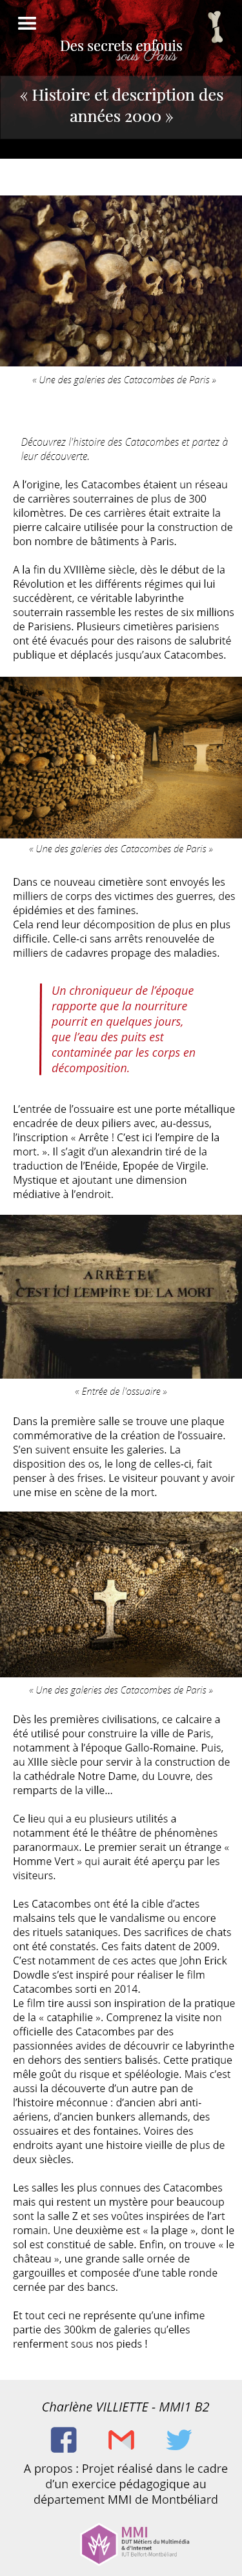 Des secrets enfouis
sous Paris
« Histoire et description des
années 2000 »
« Une des galeries des Catacombes de Paris »
Découvrez l'histoire des Catacombes et partez à
leur découverte.
A l’origine, les Catacombes étaient un réseau
de carrières souterraines de plus de 300
kilomètres. De ces carrières était extraite la
pierre calcaire utilisée pour la construction de
bon nombre de bâtiments à Paris.
A la fin du XVIIIème siècle, dès le début de la
Révolution et les différents régimes qui lui
succédèrent, ce véritable labyrinthe
souterrain rassemble les restes de six millions
de Parisiens. Plusieurs cimetières parisiens
ont été évacués pour des raisons de salubrité
publique et déplacés jusqu’aux Catacombes.
« Une des galeries des Catacombes de Paris »
Dans ce nouveau cimetière sont envoyés les
milliers de corps des victimes des guerres, des
épidémies et des famines.
Cela rend leur décomposition de plus en plus
difficile. Celle-ci sans arrêts renouvelée de
milliers de cadavres propage des maladies.
Un chroniqueur de l’époque
rapporte que la nourriture
pourrit en quelques jours,
que l’eau des puits est
contaminée par les corps en
décomposition.
L’entrée de l’ossuaire est une porte métallique
encadrée de deux piliers avec, au-dessus,
l’inscription « Arrête ! C’est ici l’empire de la
mort. ». Il s’agit d’un alexandrin tiré de la
traduction de l’Enéide, Epopée de Virgile.
Mystique et ajoutant une dimension
médiative à l’endroit.
ARRÊTE!
C'EST ICI L'EMPIRE DE LA MORT
« Entrée de l’ossuaire »
Dans la première salle se trouve une plaque
commémorative de la création de l’ossuaire.
S’en suivent ensuite les galeries. La
disposition des os, le long de celles-ci, fait
penser à des frises. Le visiteur pouvant y avoir
une mise en scène de la mort.
« Une des galeries des Catacombes de Paris »
Dès les premières civilisations, ce calcaire a
été utilisé pour construire la ville de Paris,
notamment à l’époque Gallo-Romaine. Puis,
au XIIIe siècle pour servir à la construction de
la cathédrale Notre Dame, du Louvre, des
remparts de la ville...
Ce lieu qui a eu plusieurs utilités a
notamment été le théâtre de phénomènes
paranormaux. Le premier serait un étrange «
Homme Vert » qui aurait été aperçu par les
visiteurs.
Les Catacombes ont été la cible d’actes
malsains tels que le vandalisme ou encore
des rituels sataniques. Des sacrifices de chats
ont été constatés. Ces faits datent de 2009.
C’est notamment de ces actes que John Erick
Dowdle s’est inspiré pour réaliser le film
Catacombes sorti en 2014.
Le film tire aussi son inspiration de la pratique
de la « cataphilie ». Comprenez la visite non
officielle des Catacombes par des
passionnées avides de découvrir ce labyrinthe
en dehors des sentiers balisés. Cette pratique
mêle goût du risque et spéléologie. Mais c’est
aussi la découverte d’un autre pan de
l’histoire méconnue : d’ancien abri anti-
aériens, d’ancien bunkers allemands, des
ossuaires et des fontaines. Voires des
endroits ayant une histoire vieille de plus de
deux siècles.
Les salles les plus connues des Catacombes
mais qui restent un mystère pour beaucoup
sont la salle Z et ses voûtes inspirées de l’art
romain. Une deuxième est « la plage », dont le
sol est constitué de sable. Enfin, on trouve « le
château », une grande salle ornée de
gargouilles et composée d’une table ronde
cernée par des bancs.
Et tout ceci ne représente qu’une infime
partie des 300km de galeries qu’elles
renferment sous nos pieds !
Charlène VILLIETTE - MMI1 B2
A propos : Projet réalisé dans le cadre
d’un exercice pédagogique au
département MMI de Montbéliard
MMI
DUT Métiers du Multimédia
& d'Internet
IUT Belfort-Montbéliard